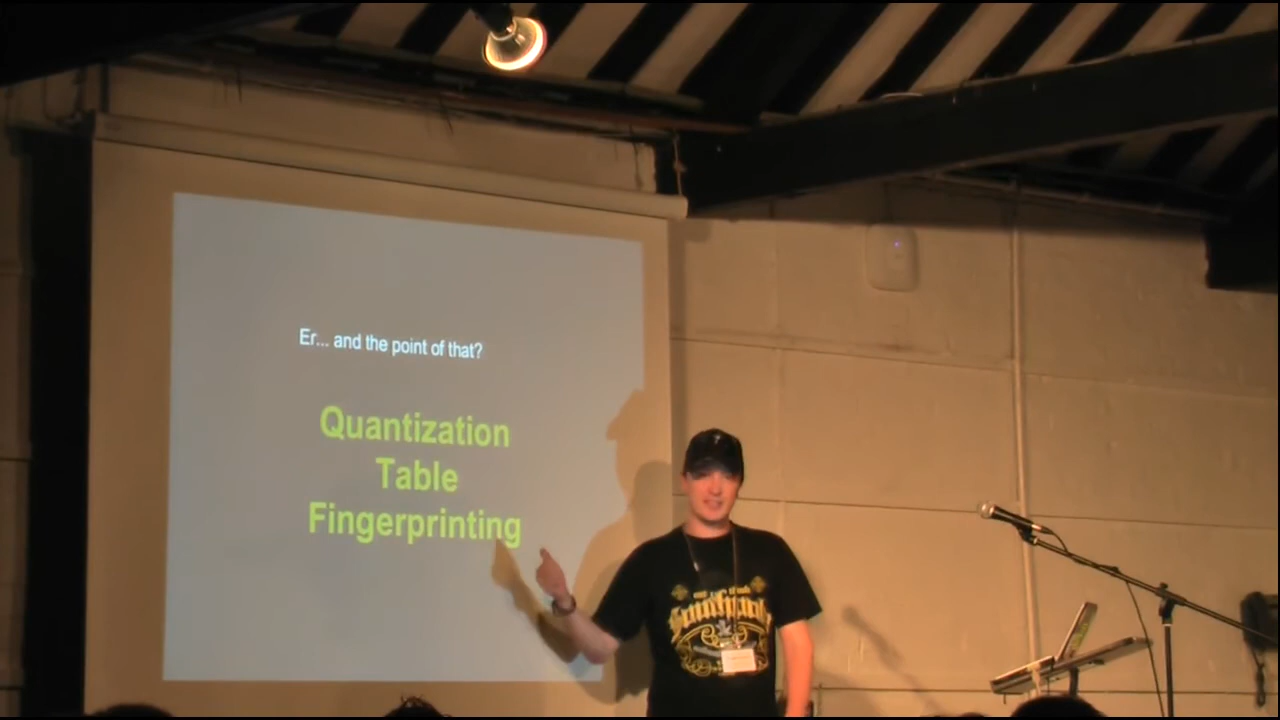 Er... and the point of that?
Quantization
Table
Fingerprinting